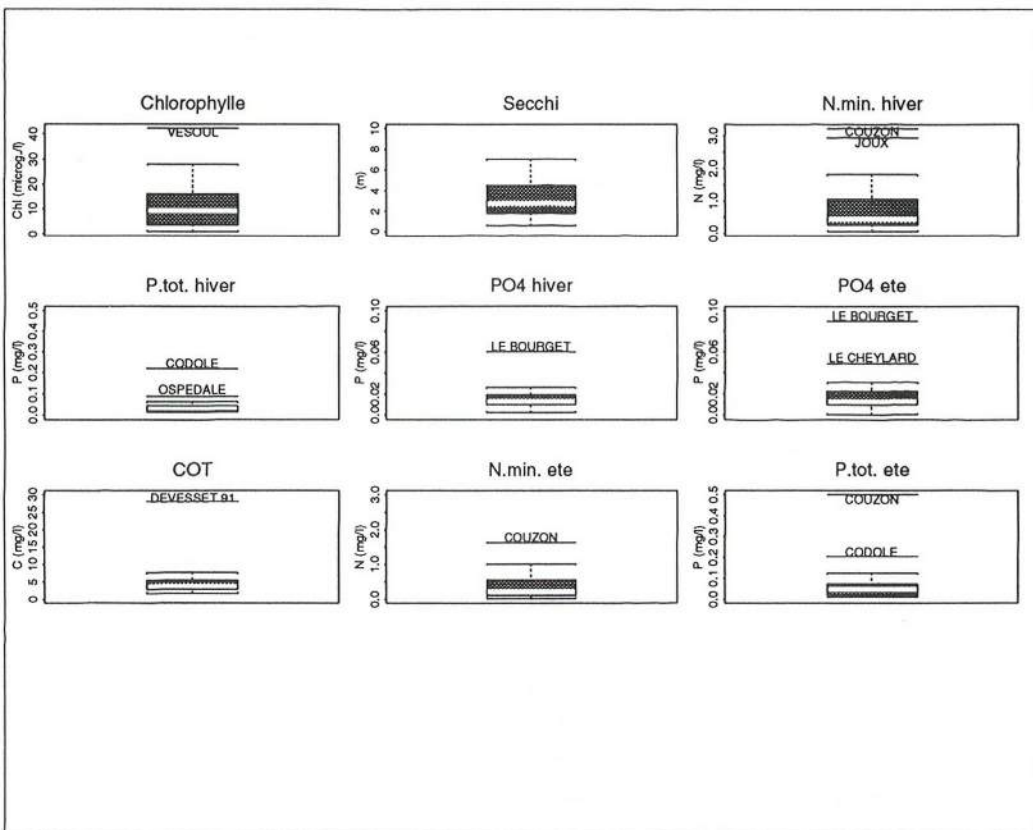 Chlorophylle
Chl (microg./l)
40
30
20
10
0
VESOUL
Secchi
(m)
10
8
6
4
2
0
N.min. hiver
N (mg/l)
3.0
2.0
1.0
0.0
COUZON
JOUX
P.tot. hiver
P (mg/l)
0.5
0.4
0.3
0.2
0.1
0.0
CODOLE
OSPEDALE
PO4 hiver
P (mg/l)
0.10
0.06
0.02
0.00
LE BOURGET
PO4 ete
P (mg/l)
0.10
0.06
0.02
0.00
LE BOURGET
LE CHEYLARD
COT
C (mg/l)
30
25
20
15
10
5
0
DEVESSET 91
N.min. ete
N (mg/l)
3.0
2.0
1.0
0.0
COUZON
P.tot. ete
P (mg/l)
0.5
0.4
0.3
0.2
0.1
0.0
COUZON
CODOLE